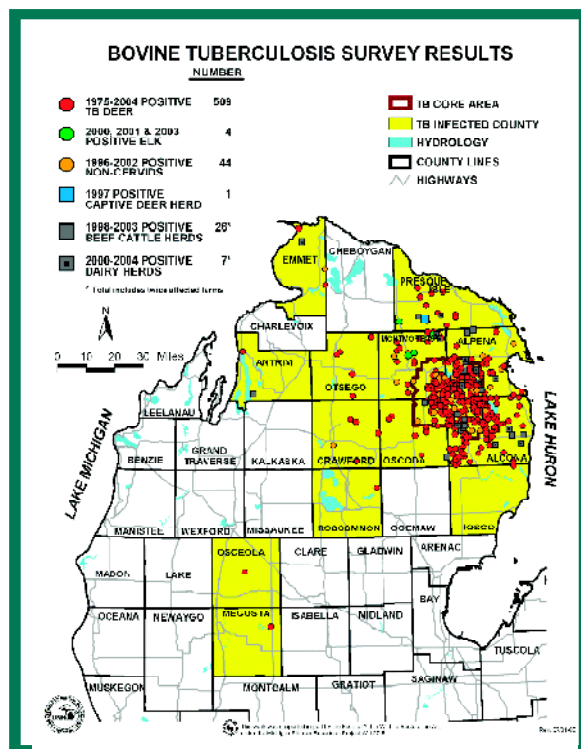 BOVINE TUBERCULOSIS SURVEY RESULTS
NUMBER
1975-2004 POSITIVE TB DEER 509
2000, 2001 & 2003 POSITIVE ELK 4
1996-2002 POSITIVE NON-CERVIDS 44
1997 POSITIVE CAPTIVE DEER HERD 1
1998-2003 POSITIVE BEEF CATTLE HERDS 26*
2000-2004 POSITIVE DAIRY HERDS 7*
* Total includes twice affected farms
TB CORE AREA
TB INFECTED COUNTY
HYDROLOGY
COUNTY LINES
HIGHWAYS
N
0 10 20 30 Miles
EMMET
CHEBOYGAN
PRESQUE ISLE
CHARLEVOIX
ANTRIM
OTSEGO
MONTMORENCY
ALPENA
LEELANAU
BENZIE
GRAND TRAVERSE
KALKASKA
CRAWFORD
OSCODA
ALCONA
LAKE MICHIGAN
LAKE HURON
MANISTEE
WEXFORD
MISSAUKEE
ROSCOMMON
OGEMAW
IOSCO
MASON
LAKE
OSCEOLA
CLARE
GLADWIN
ARENAC
OCEANA
NEWAYGO
MECOSTA
ISABELLA
MIDLAND
BAY
TUSCOLA
MUSKEGON
MONTCALM
GRATIOT
SAGINAW